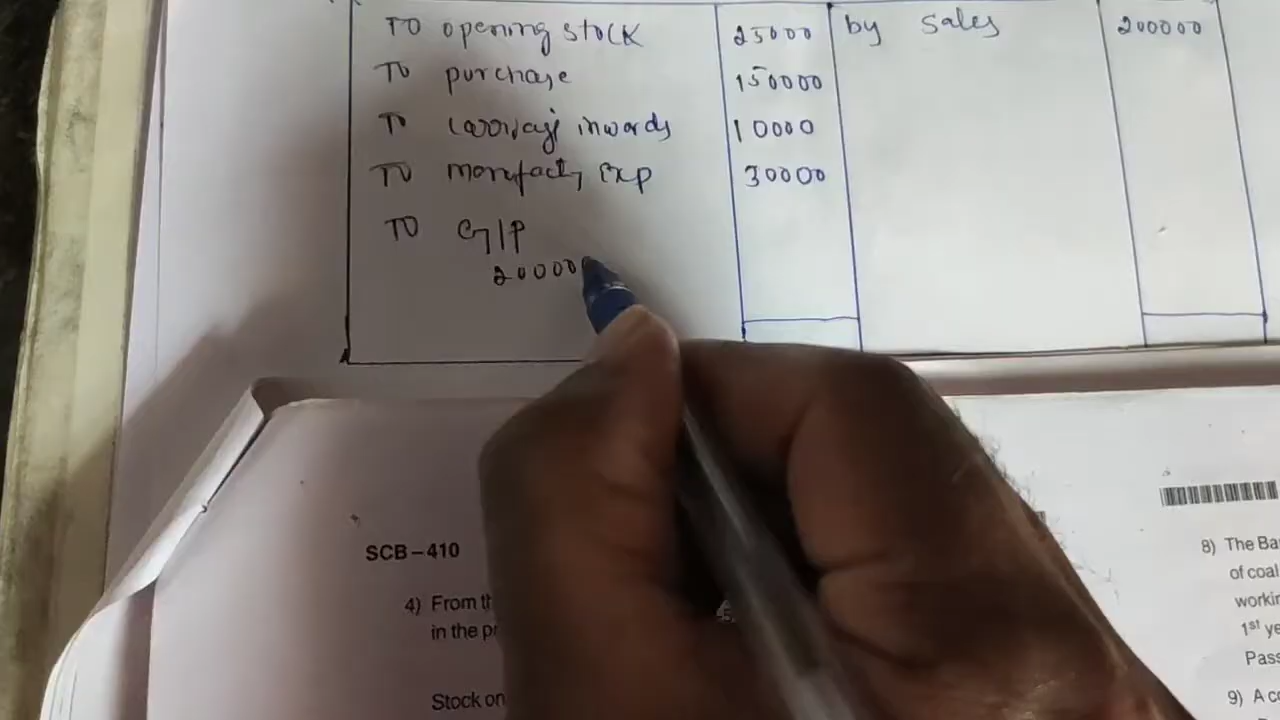 TO opening stock 25000 by sales 200000
TO purchase 150000
TO inwards 10000
TO Exp 30000
TO G/P
20000
SCB – 410
4) From th
in the pr
Stock on
8) The Ba
of coal
workin
1st ye
Pass
9) A co